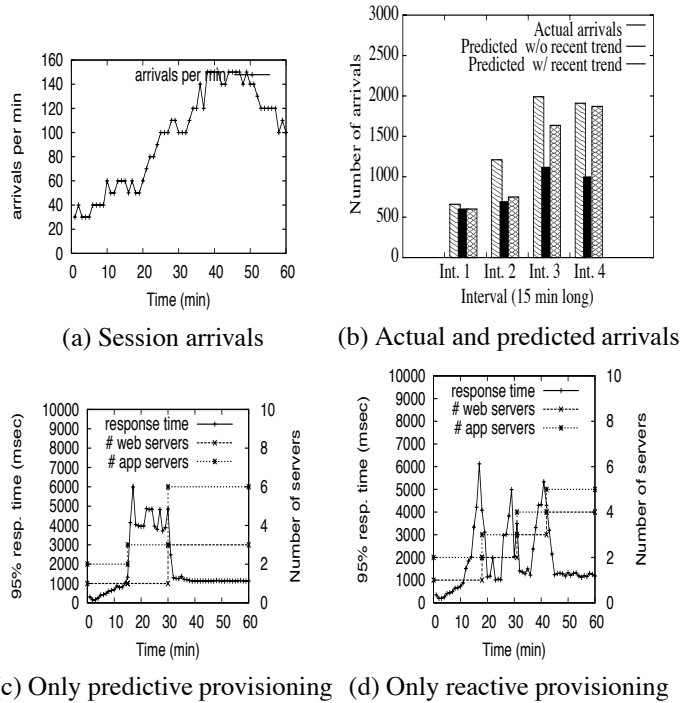 arrivals per min
160
140
120
100
80
60
40
20
0
arrivals per min
0 10 20 30 40 50 60
Time (min)
(a) Session arrivals
3000
2500
2000
1500
1000
500
0
Number of arrivals
Actual arrivals
Predicted w/o recent trend
Predicted w/ recent trend
Int. 1 Int. 2 Int. 3 Int. 4
Interval (15 min long)
(b) Actual and predicted arrivals
95% resp. time (msec)
10000
9000
8000
7000
6000
5000
4000
3000
2000
1000
0
response time
# web servers
# app servers
10
8
6
4
2
0
Number of servers
0 10 20 30 40 50 60
Time (min)
c) Only predictive provisioning
95% resp. time (msec)
10000
9000
8000
7000
6000
5000
4000
3000
2000
1000
0
response time
# web servers
# app servers
10
8
6
4
2
0
Number of servers
0 10 20 30 40 50 60
Time (min)
(d) Only reactive provisioning